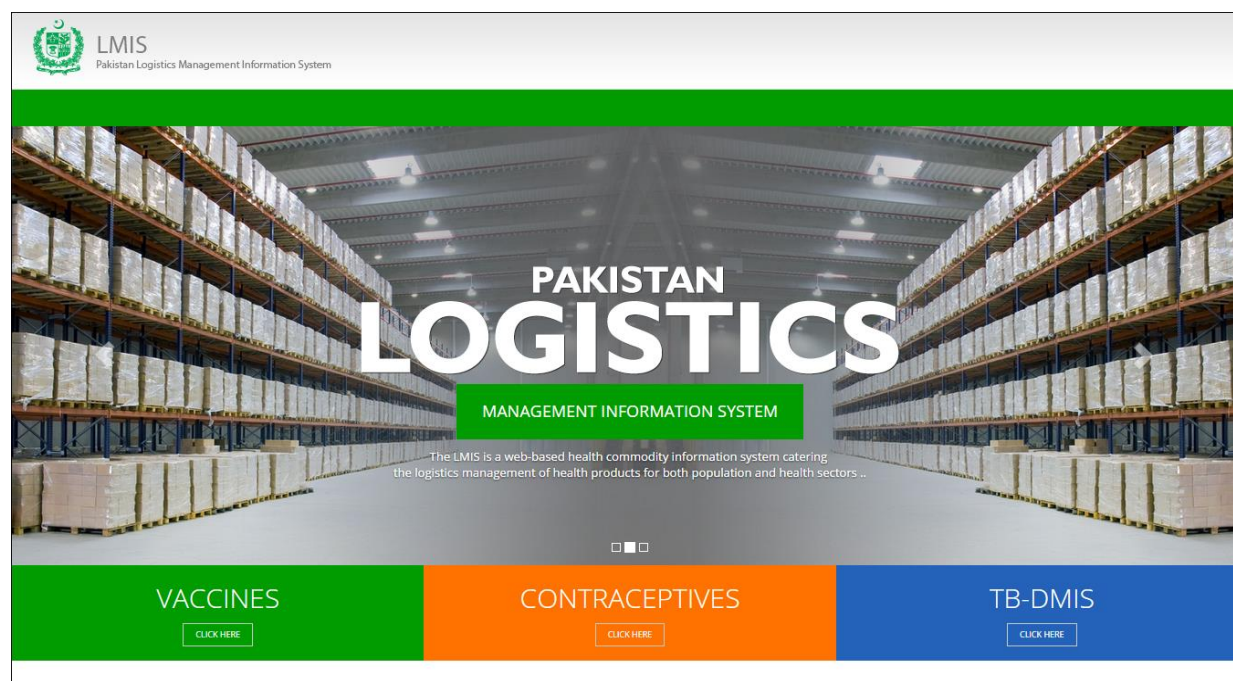 LMIS
Pakistan Logistics Management Information System
PAKISTAN
LOGISTICS
MANAGEMENT INFORMATION SYSTEM
The LMIS is a web-based health commodity information system catering
the logistics management of health products for both population and health sectors ..
VACCINES
CLICK HERE
CONTRACEPTIVES
CLICK HERE
TB-DMIS
CLICK HERE